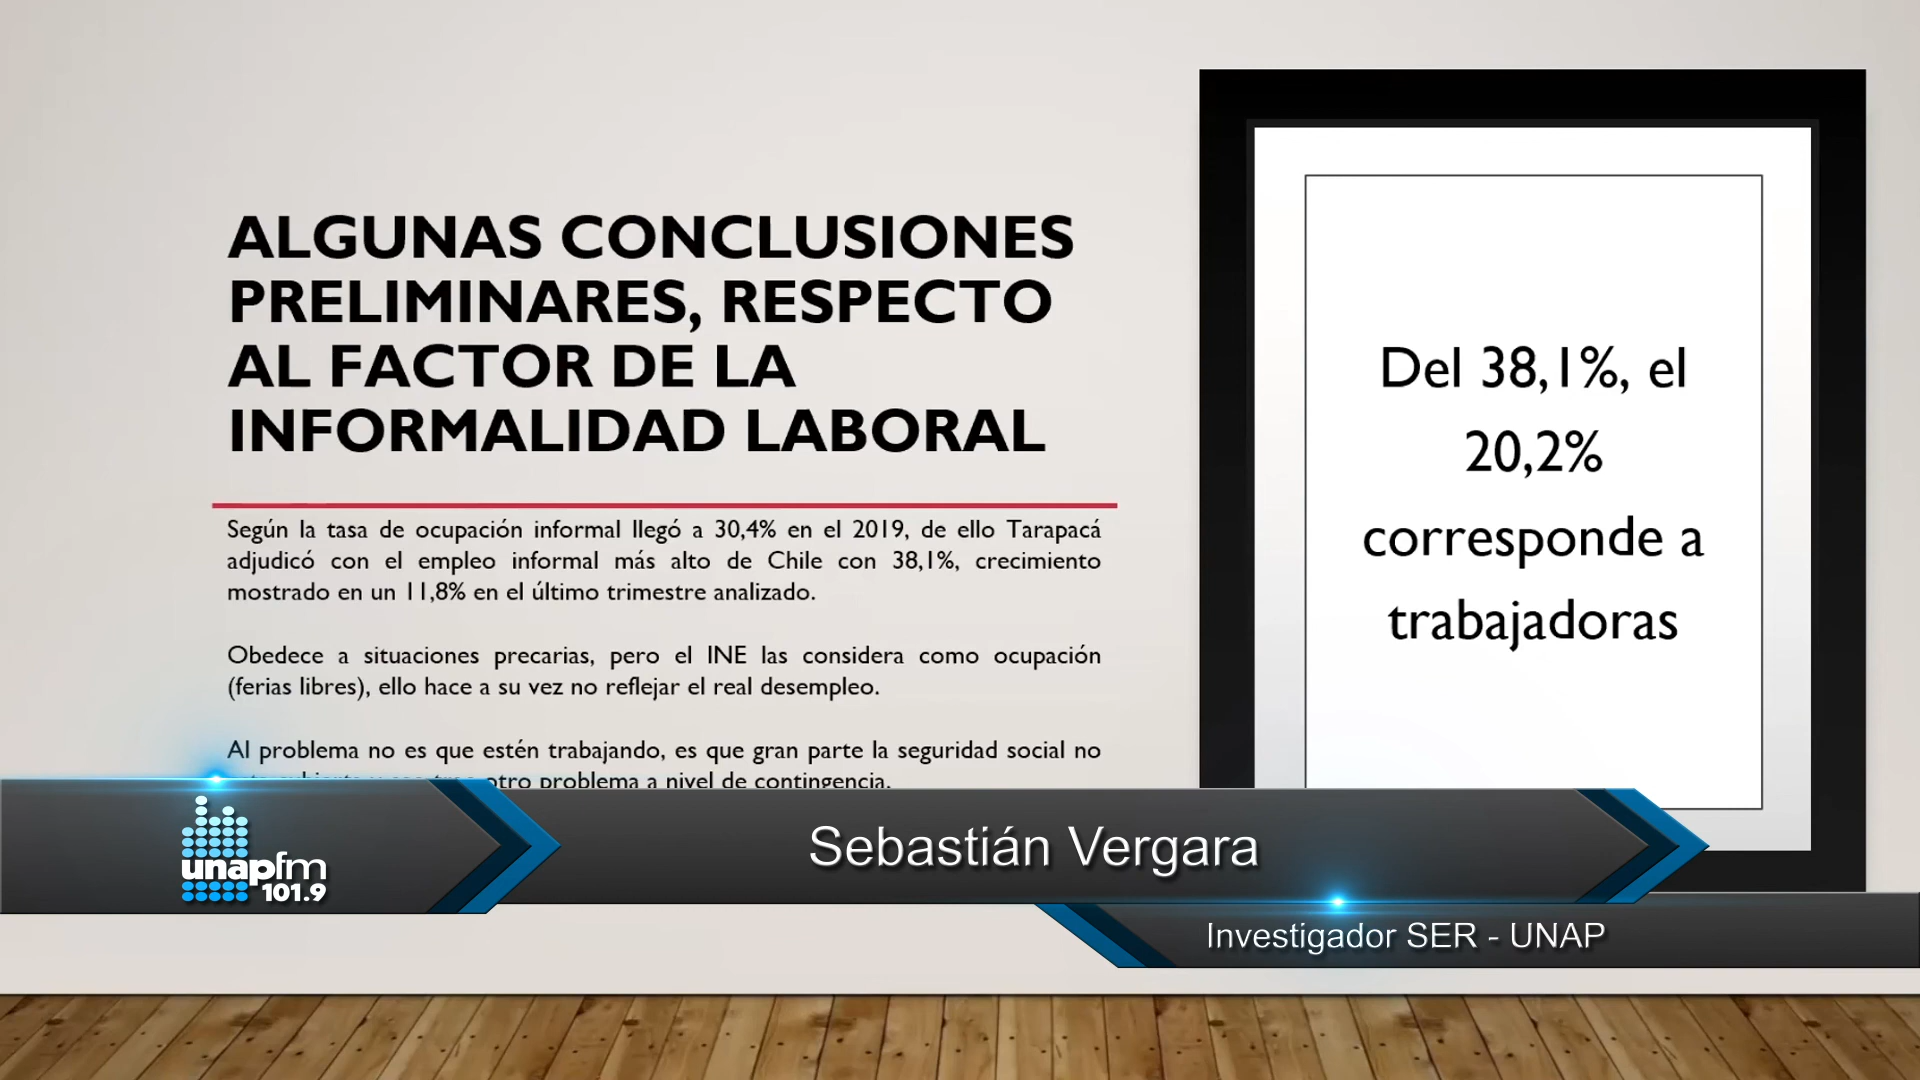 ALGUNAS CONCLUSIONES
PRELIMINARES, RESPECTO
AL FACTOR DE LA
INFORMALIDAD LABORAL
Según la tasa de ocupación informal llegó a 30,4% en el 2019, de ello Tarapacá
adjudicó con el empleo informal más alto de Chile con 38,1%, crecimiento
mostrado en un 11,8% en el último trimestre analizado.
Obedece a situaciones precarias, pero el INE las considera como ocupación
(ferias libres), ello hace a su vez no reflejar el real desempleo.
Al problema no es que estén trabajando, es que gran parte la seguridad social no
otro problema a nivel de contingencia.
Del 38,1%, el
20,2%
corresponde a
trabajadoras
unapfm
101.9
Sebastián Vergara
Investigador SER - UNAP